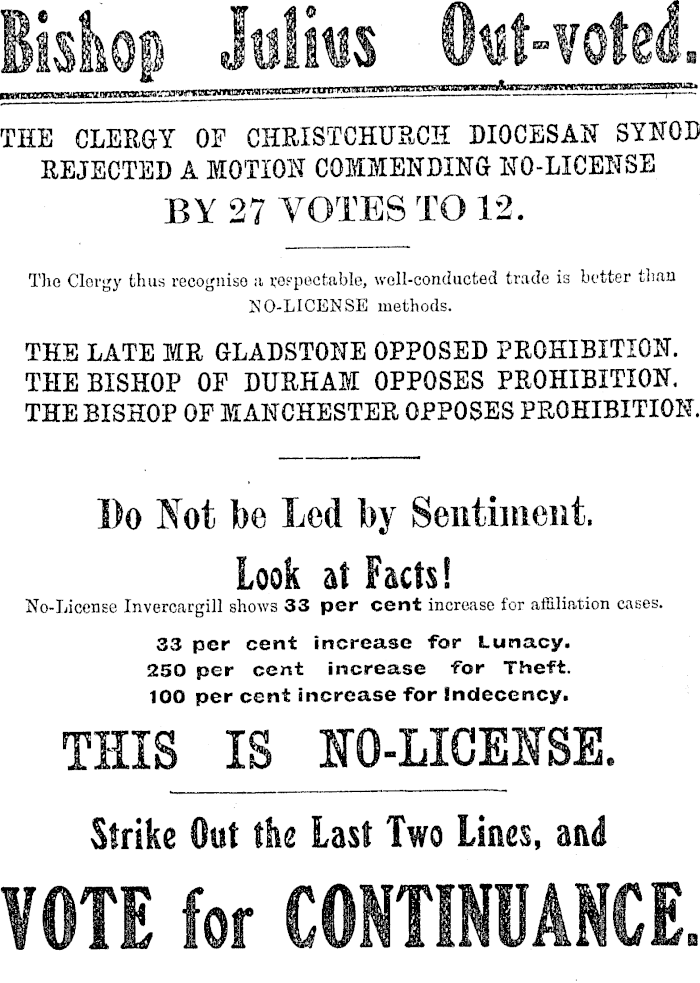 Bishop Julius Out-voted.
THE CLERGY OF CHRISTCHURCH DIOCESAN SYNOD
REJECTED A MOTION COMMENDING NO-LICENSE
BY 27 VOTES TO 12.
The Clergy thus recognise a respectable, well-conducted trade is better than
NO-LICENSE methods.
THE LATE MR GLADSTONE OPPOSED PROHIBITION.
THE BISHOP OF DURHAM OPPOSES PROHIBITION.
THE BISHOP OF MANCHESTER OPPOSES PROHIBITION.
Do Not be Led by Sentiment.
Look at Facts!
No-License Invercargill shows 33 per cent increase for affiliation cases.
33 per cent increase for Lunacy.
250 per cent increase for Theft.
100 per cent increase for Indecency.
THIS IS NO-LICENSE.
Strike Out the Last Two Lines, and
VOTE for CONTINUANCE.